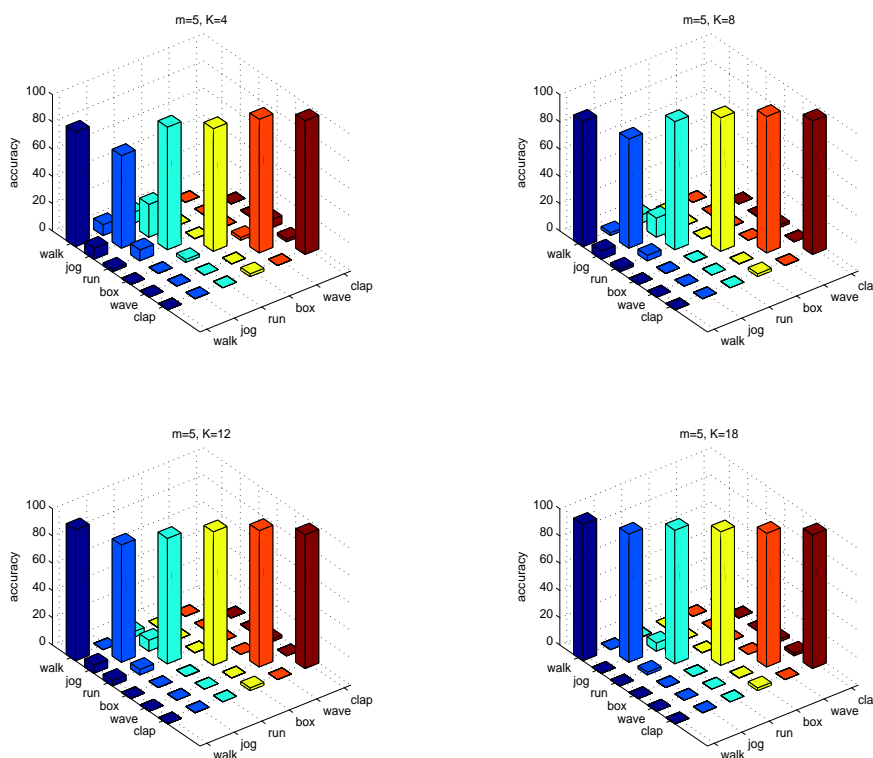 m=5, K=4
100
80
60
40
20
0
accuracy
walk
jog
run
box
wave
clap
walk
jog
run
box
wave
clap
m=5, K=8
100
80
60
40
20
0
accuracy
walk
jog
run
box
wave
clap
walk
jog
run
box
wave
cla
m=5, K=12
100
80
60
40
20
0
accuracy
walk
jog
run
box
wave
clap
walk
jog
run
box
wave
clap
m=5, K=18
100
80
60
40
20
0
accuracy
walk
jog
run
box
wave
clap
walk
jog
run
box
wave
cla